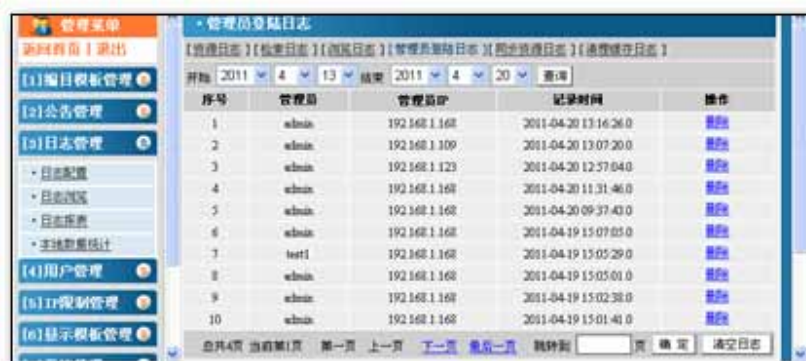 管理菜单
返回首页 | 退出
[1]编目模板管理
[2]公告管理
[3]日志管理
• 日志配置
• 日志浏览
• 日志报表
• 本地数据统计
[4]用户管理
[5]IP限制管理
[6]显示模板管理
• 管理员登陆日志
[资源日志] [检索日志] [浏览日志] [管理员登陆日志] [同步资源日志] [清理缓存日志]
开始 2011 4 13 结束 2011 4 20 查询
序号 管理员 管理员IP 记录时间 操作
1 admin 192.168.1.168 2011-04-20 13:16:26.0 删除
2 admin 192.168.1.109 2011-04-20 13:07:20.0 删除
3 admin 192.168.1.123 2011-04-20 12:57:04.0 删除
4 admin 192.168.1.168 2011-04-20 11:31:46.0 删除
5 admin 192.168.1.168 2011-04-20 09:37:43.0 删除
6 admin 192.168.1.168 2011-04-19 15:07:05.0 删除
7 test1 192.168.1.168 2011-04-19 15:05:29.0 删除
8 admin 192.168.1.168 2011-04-19 15:05:01.0 删除
9 admin 192.168.1.168 2011-04-19 15:02:38.0 删除
10 admin 192.168.1.168 2011-04-19 15:01:41.0 删除
总共4页 当前第1页 第一页 上一页 下一页 最后一页 跳转到 页 确 定 清空日志